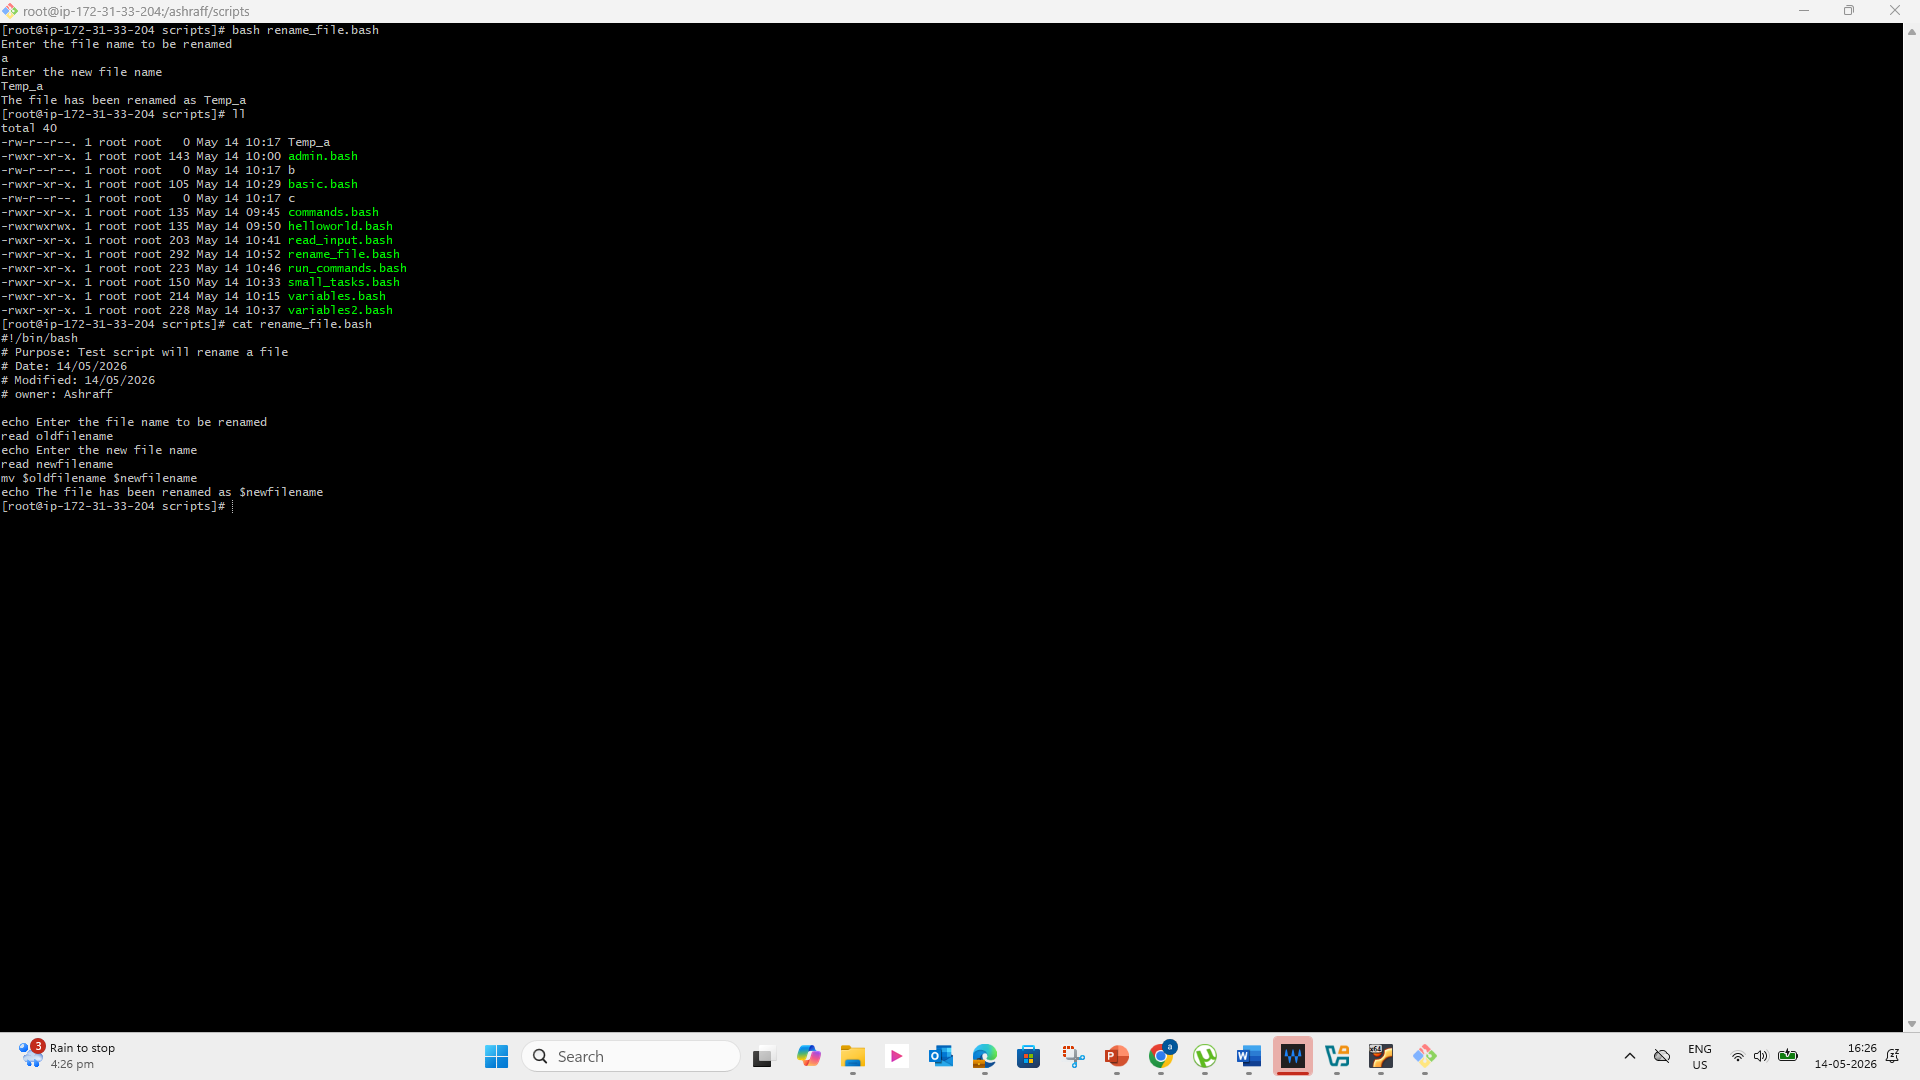 root@ip-172-31-33-204:/ashraff/scripts
[root@ip-172-31-33-204 scripts]# bash rename_file.bash
Enter the file name to be renamed
a
Enter the new file name
Temp_a
The file has been renamed as Temp_a
[root@ip-172-31-33-204 scripts]# ll
total 40
-rw-r--r--. 1 root root   0 May 14 10:17 Temp_a
-rwxr-xr-x. 1 root root 143 May 14 10:00 admin.bash
-rw-r--r--. 1 root root   0 May 14 10:17 b
-rwxr-xr-x. 1 root root 105 May 14 10:29 basic.bash
-rw-r--r--. 1 root root   0 May 14 10:17 c
-rwxr-xr-x. 1 root root 135 May 14 09:45 commands.bash
-rwxrwxrwx. 1 root root 135 May 14 09:50 helloworld.bash
-rwxr-xr-x. 1 root root 203 May 14 10:41 read_input.bash
-rwxr-xr-x. 1 root root 292 May 14 10:52 rename_file.bash
-rwxr-xr-x. 1 root root 223 May 14 10:46 run_commands.bash
-rwxr-xr-x. 1 root root 150 May 14 10:33 small_tasks.bash
-rwxr-xr-x. 1 root root 214 May 14 10:15 variables.bash
-rwxr-xr-x. 1 root root 228 May 14 10:37 variables2.bash
[root@ip-172-31-33-204 scripts]# cat rename_file.bash
#!/bin/bash
# Purpose: Test script will rename a file
# Date: 14/05/2026
# Modified: 14/05/2026
# owner: Ashraff

echo Enter the file name to be renamed
read oldfilename
echo Enter the new file name
read newfilename
mv $oldfilename $newfilename
echo The file has been renamed as $newfilename
[root@ip-172-31-33-204 scripts]#
3
Rain to stop
4:26 pm
Search
a
ENG
US
16:26
14-05-2026